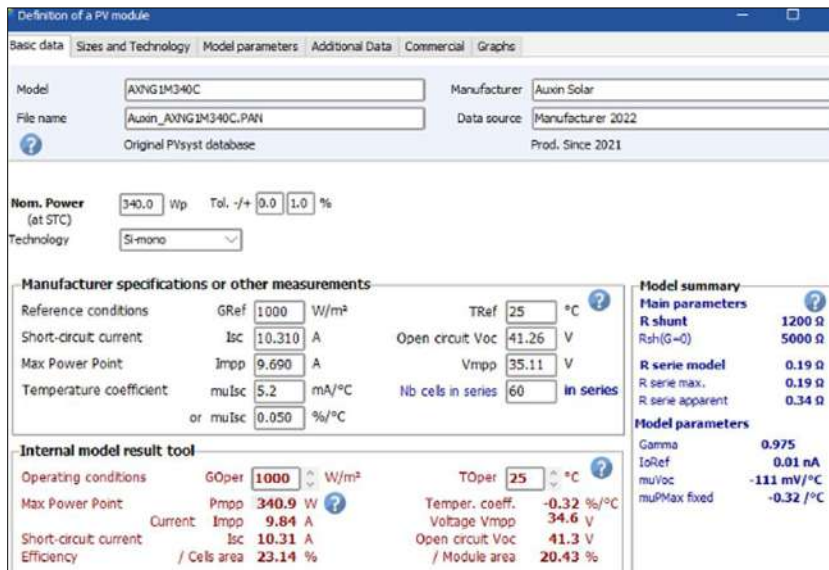 Definition of a PV module
Basic data Sizes and Technology Model parameters Additional Data Commercial Graphs
Model AXNG1M340C Manufacturer Auxin Solar
File name Auxin_AXNG1M340C.PAN Data source Manufacturer 2022
? Original PVsyst database Prod. Since 2021
Nom. Power 340.0 Wp Tol. -/+ 0.0 1.0 %
(at STC)
Technology Si-mono
Manufacturer specifications or other measurements ?
Reference conditions GRef 1000 W/m² TRef 25 °C
Short-circuit current Isc 10.310 A Open circuit Voc 41.26 V
Max Power Point Impp 9.690 A Vmpp 35.11 V
Temperature coefficient muIsc 5.2 mA/°C Nb cells in series 60 in series
or muIsc 0.050 %/°C
Internal model result tool ?
Operating conditions GOper 1000 W/m² TOper 25 °C
Max Power Point Pmpp 340.9 W ? Temper. coeff. -0.32 %/°C
Current Impp 9.84 A Voltage Vmpp 34.6 V
Short-circuit current Isc 10.31 A Open circuit Voc 41.3 V
Efficiency / Cells area 23.14 % / Module area 20.43 %
Model summary
Main parameters ?
R shunt 1200 Ω
Rsh(G=0) 5000 Ω
R serie model 0.19 Ω
R serie max. 0.19 Ω
R serie apparent 0.34 Ω
Model parameters
Gamma 0.975
IoRef 0.01 nA
muVoc -111 mV/°C
muPMax fixed -0.32 /°C